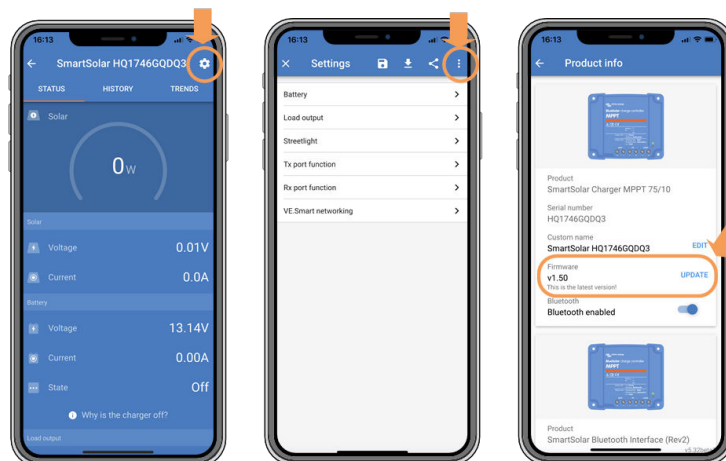 16:13
SmartSolar HQ1746GQDQ3
STATUS
HISTORY
TRENDS
Solar
0W
Solar
Voltage
0.01V
Current
0.0A
Battery
Voltage
13.14V
Current
0.00A
State
Off
Why is the charger off?
Load output
16:13
Settings
Battery
Load output
Streetlight
Tx port function
Rx port function
VE.Smart networking
16:13
Product info
MPPT
Product
SmartSolar Charger MPPT 75/10
Serial number
HQ1746GQDQ3
Custom name
SmartSolar HQ1746GQDQ3
EDIT
Firmware
v1.50
UPDATE
This is the latest version!
Bluetooth
Bluetooth enabled
MPPT
Product
SmartSolar Bluetooth Interface (Rev2)